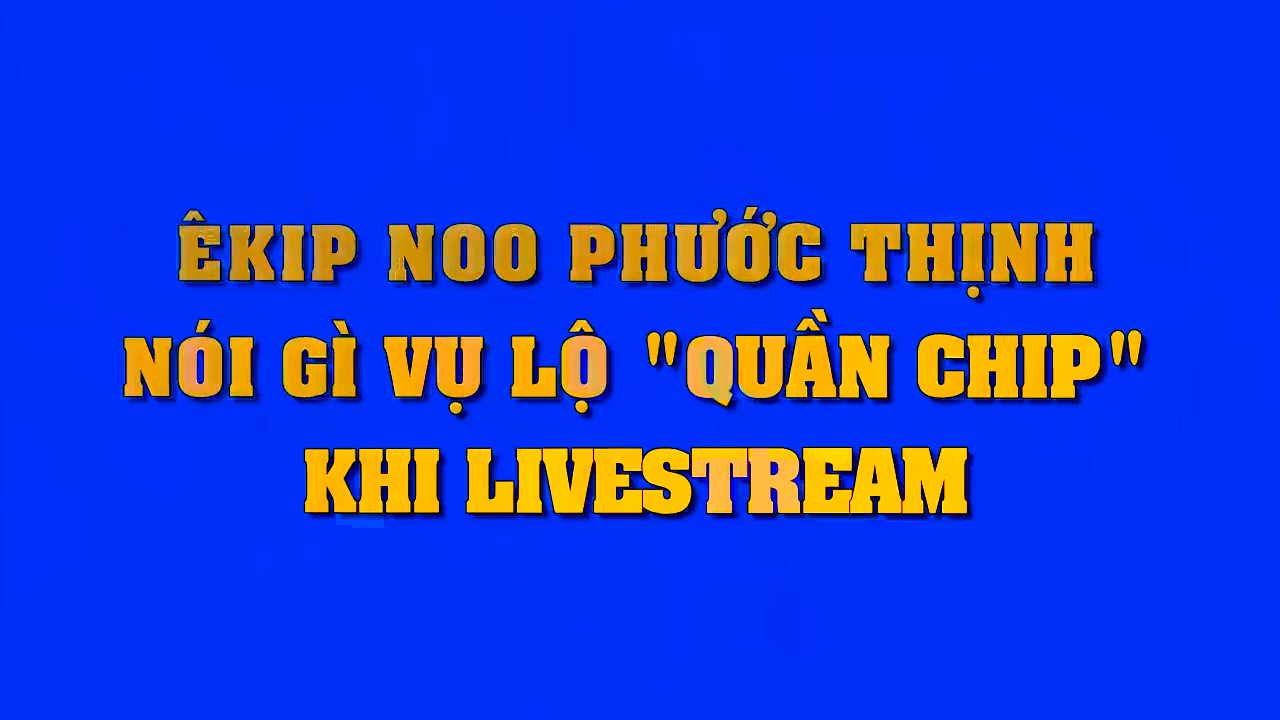 ÊKIP NOO PHƯỚC THỊNH
NÓI GÌ VỤ LỘ "QUẦN CHIP"
KHI LIVESTREAM